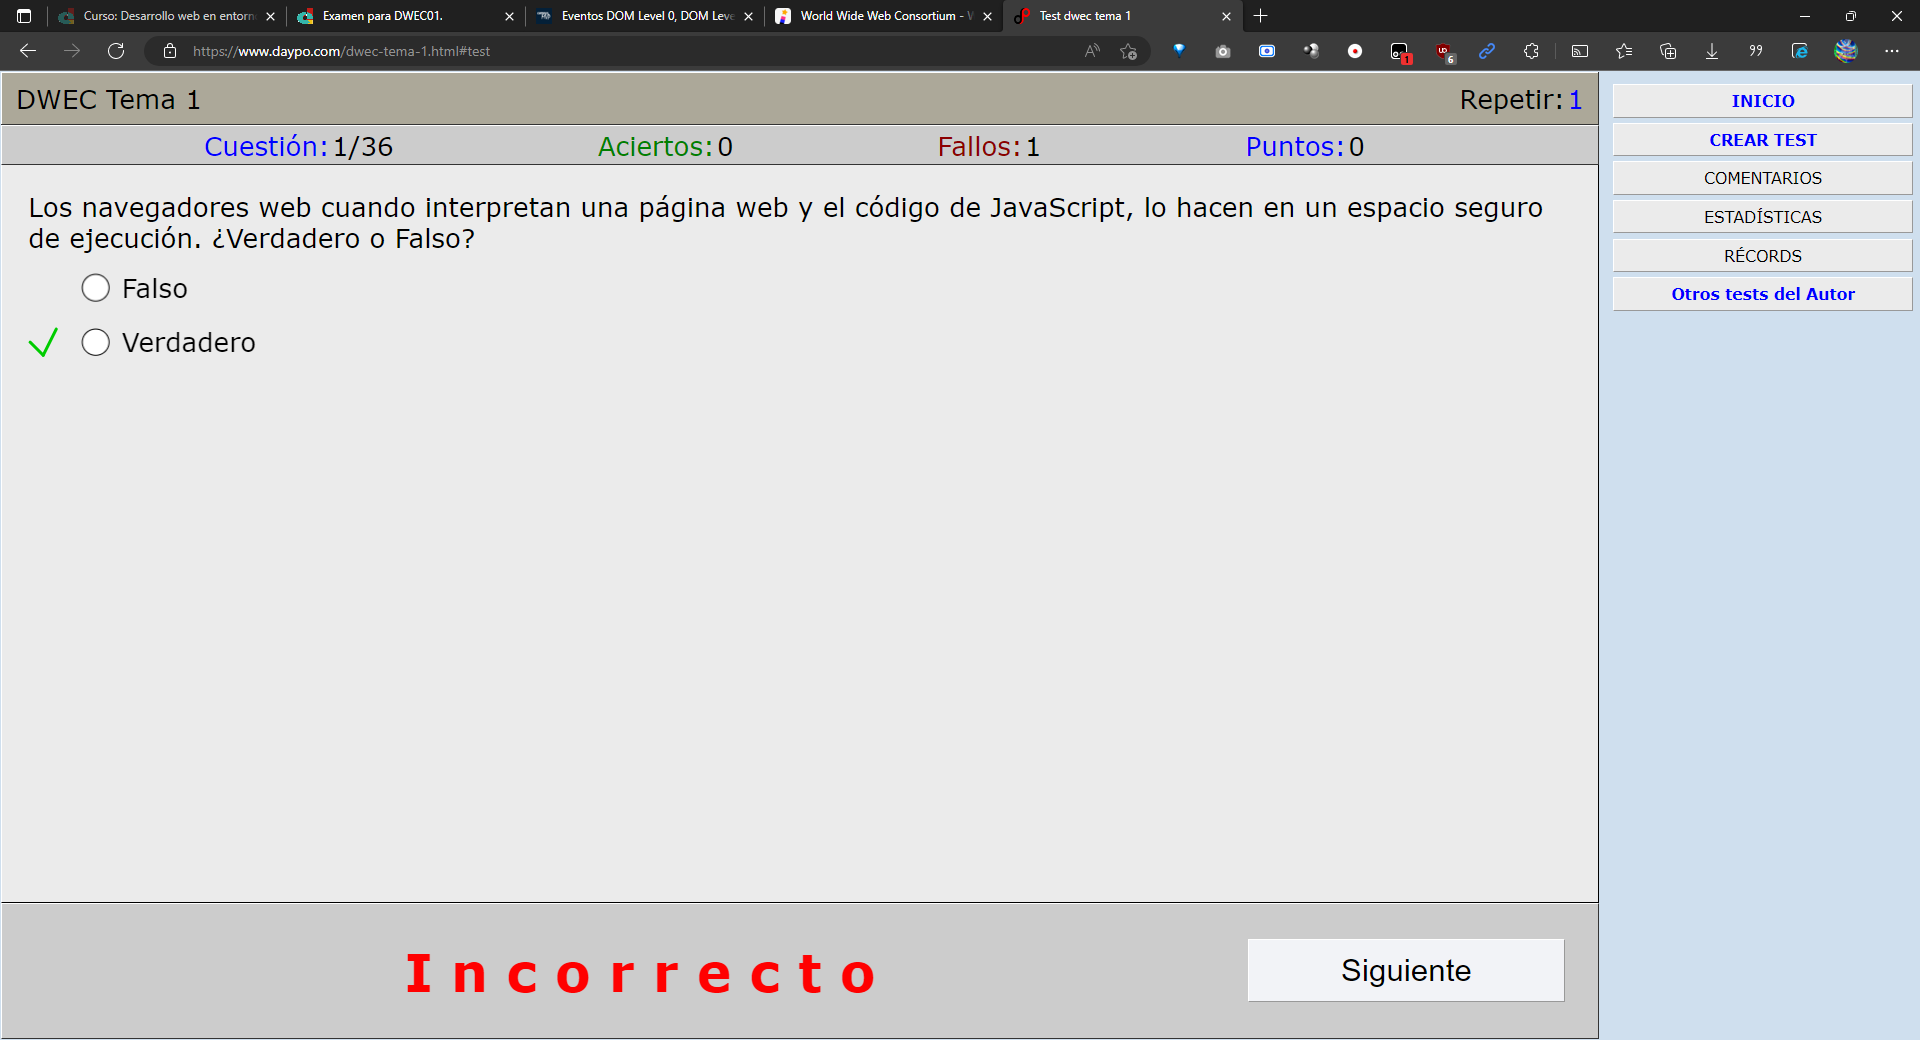 Curso: Desarrollo web en entorn
Examen para DWEC01.
Eventos DOM Level 0, DOM Leve
World Wide Web Consortium - W
Test dwec tema 1
https://www.daypo.com/dwec-tema-1.html#test
1
6
DWEC Tema 1
Repetir: 1
Cuestión: 1/36
Aciertos: 0
Fallos: 1
Puntos: 0
Los navegadores web cuando interpretan una página web y el código de JavaScript, lo hacen en un espacio seguro
de ejecución. ¿Verdadero o Falso?
Falso
Verdadero
Incorrecto
Siguiente
INICIO
CREAR TEST
COMENTARIOS
ESTADÍSTICAS
RÉCORDS
Otros tests del Autor